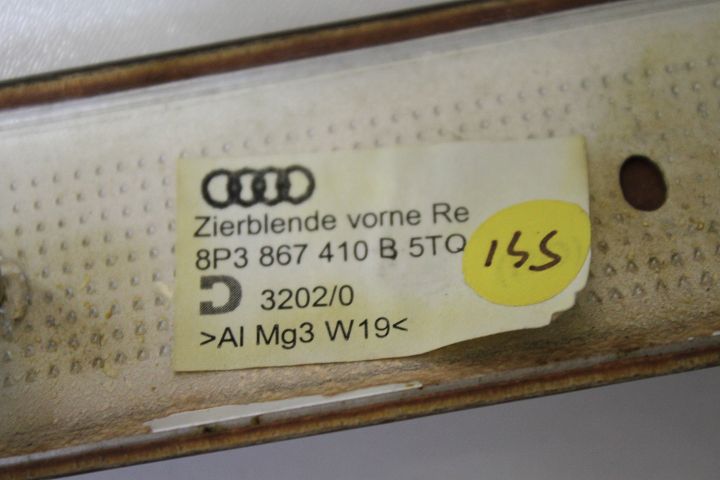 Zierblende vorne Re
8P3 867 410 B 5TQ
3202/0
>Al Mg3 W19<
155